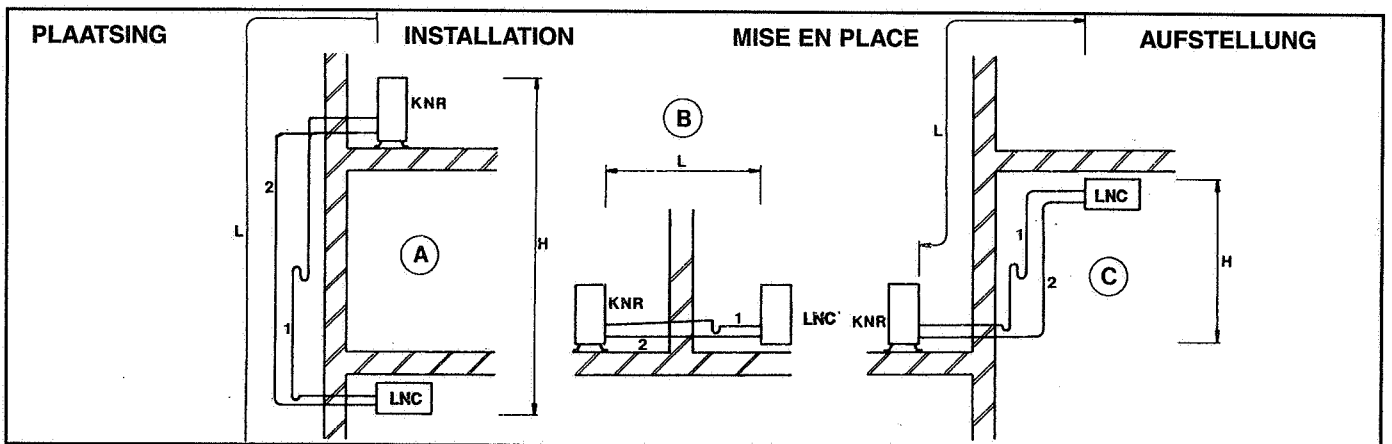 PLAATSING INSTALLATION MISE EN PLACE AUFSTELLUNG
KNR
2
L
A
H
1
LNC
B
L
KNR
1
2
LNC
L
KNR
LNC
1
2
C
H